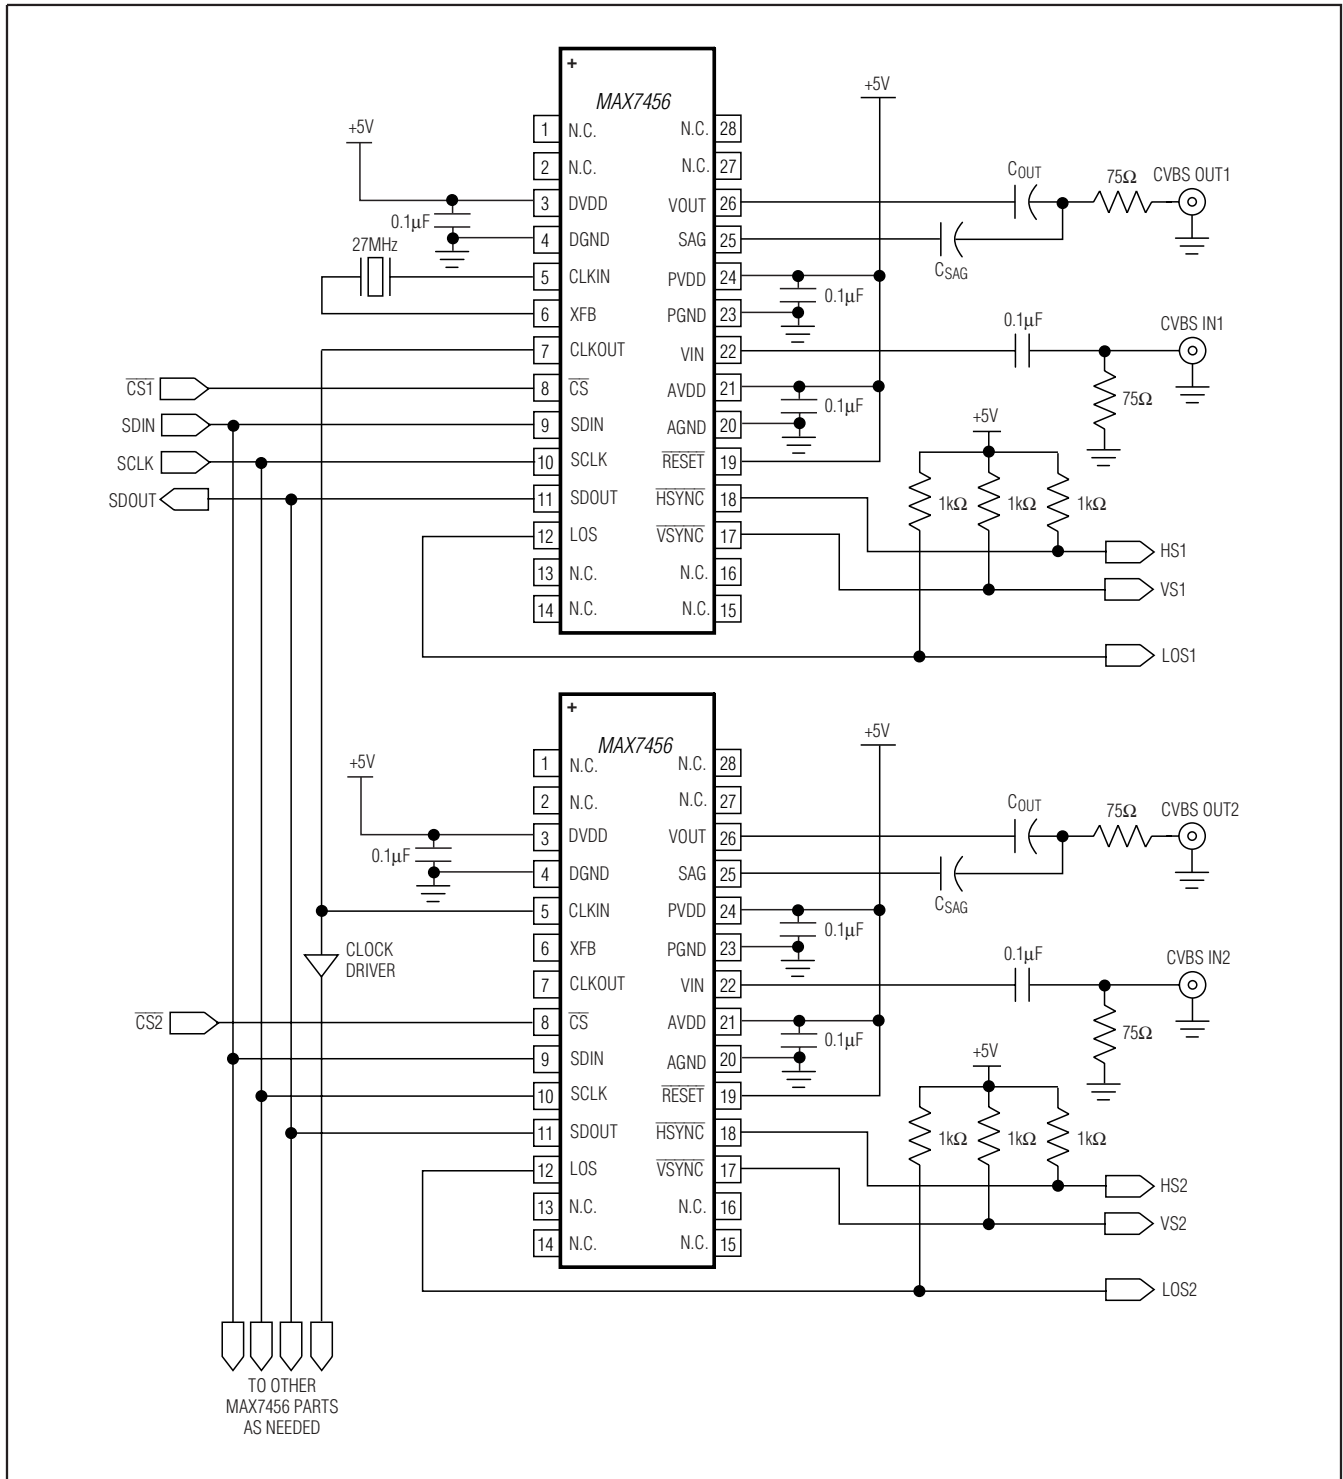 +
MAX7456
+5V
+5V
1 N.C. N.C. 28
2 N.C. N.C. 27
3 DVDD VOUT 26
4 DGND SAG 25
5 CLKIN PVDD 24
6 XFB PGND 23
7 CLKOUT VIN 22
8 CS AVDD 21
9 SDIN AGND 20
10 SCLK RESET 19
11 SDOUT HSYNC 18
12 LOS VSYNC 17
13 N.C. N.C. 16
14 N.C. N.C. 15
0.1µF
27MHz
CS1
SDIN
SCLK
SDOUT
COUT
75Ω
CVBS OUT1
CSAG
0.1µF
0.1µF
CVBS IN1
75Ω
0.1µF
+5V
1kΩ
1kΩ
1kΩ
HS1
VS1
LOS1
+
MAX7456
+5V
+5V
1 N.C. N.C. 28
2 N.C. N.C. 27
3 DVDD VOUT 26
4 DGND SAG 25
5 CLKIN PVDD 24
6 XFB PGND 23
7 CLKOUT VIN 22
8 CS AVDD 21
9 SDIN AGND 20
10 SCLK RESET 19
11 SDOUT HSYNC 18
12 LOS VSYNC 17
13 N.C. N.C. 16
14 N.C. N.C. 15
0.1µF
CLOCK
DRIVER
CS2
COUT
75Ω
CVBS OUT2
CSAG
0.1µF
0.1µF
CVBS IN2
75Ω
0.1µF
+5V
1kΩ
1kΩ
1kΩ
HS2
VS2
LOS2
TO OTHER
MAX7456 PARTS
AS NEEDED